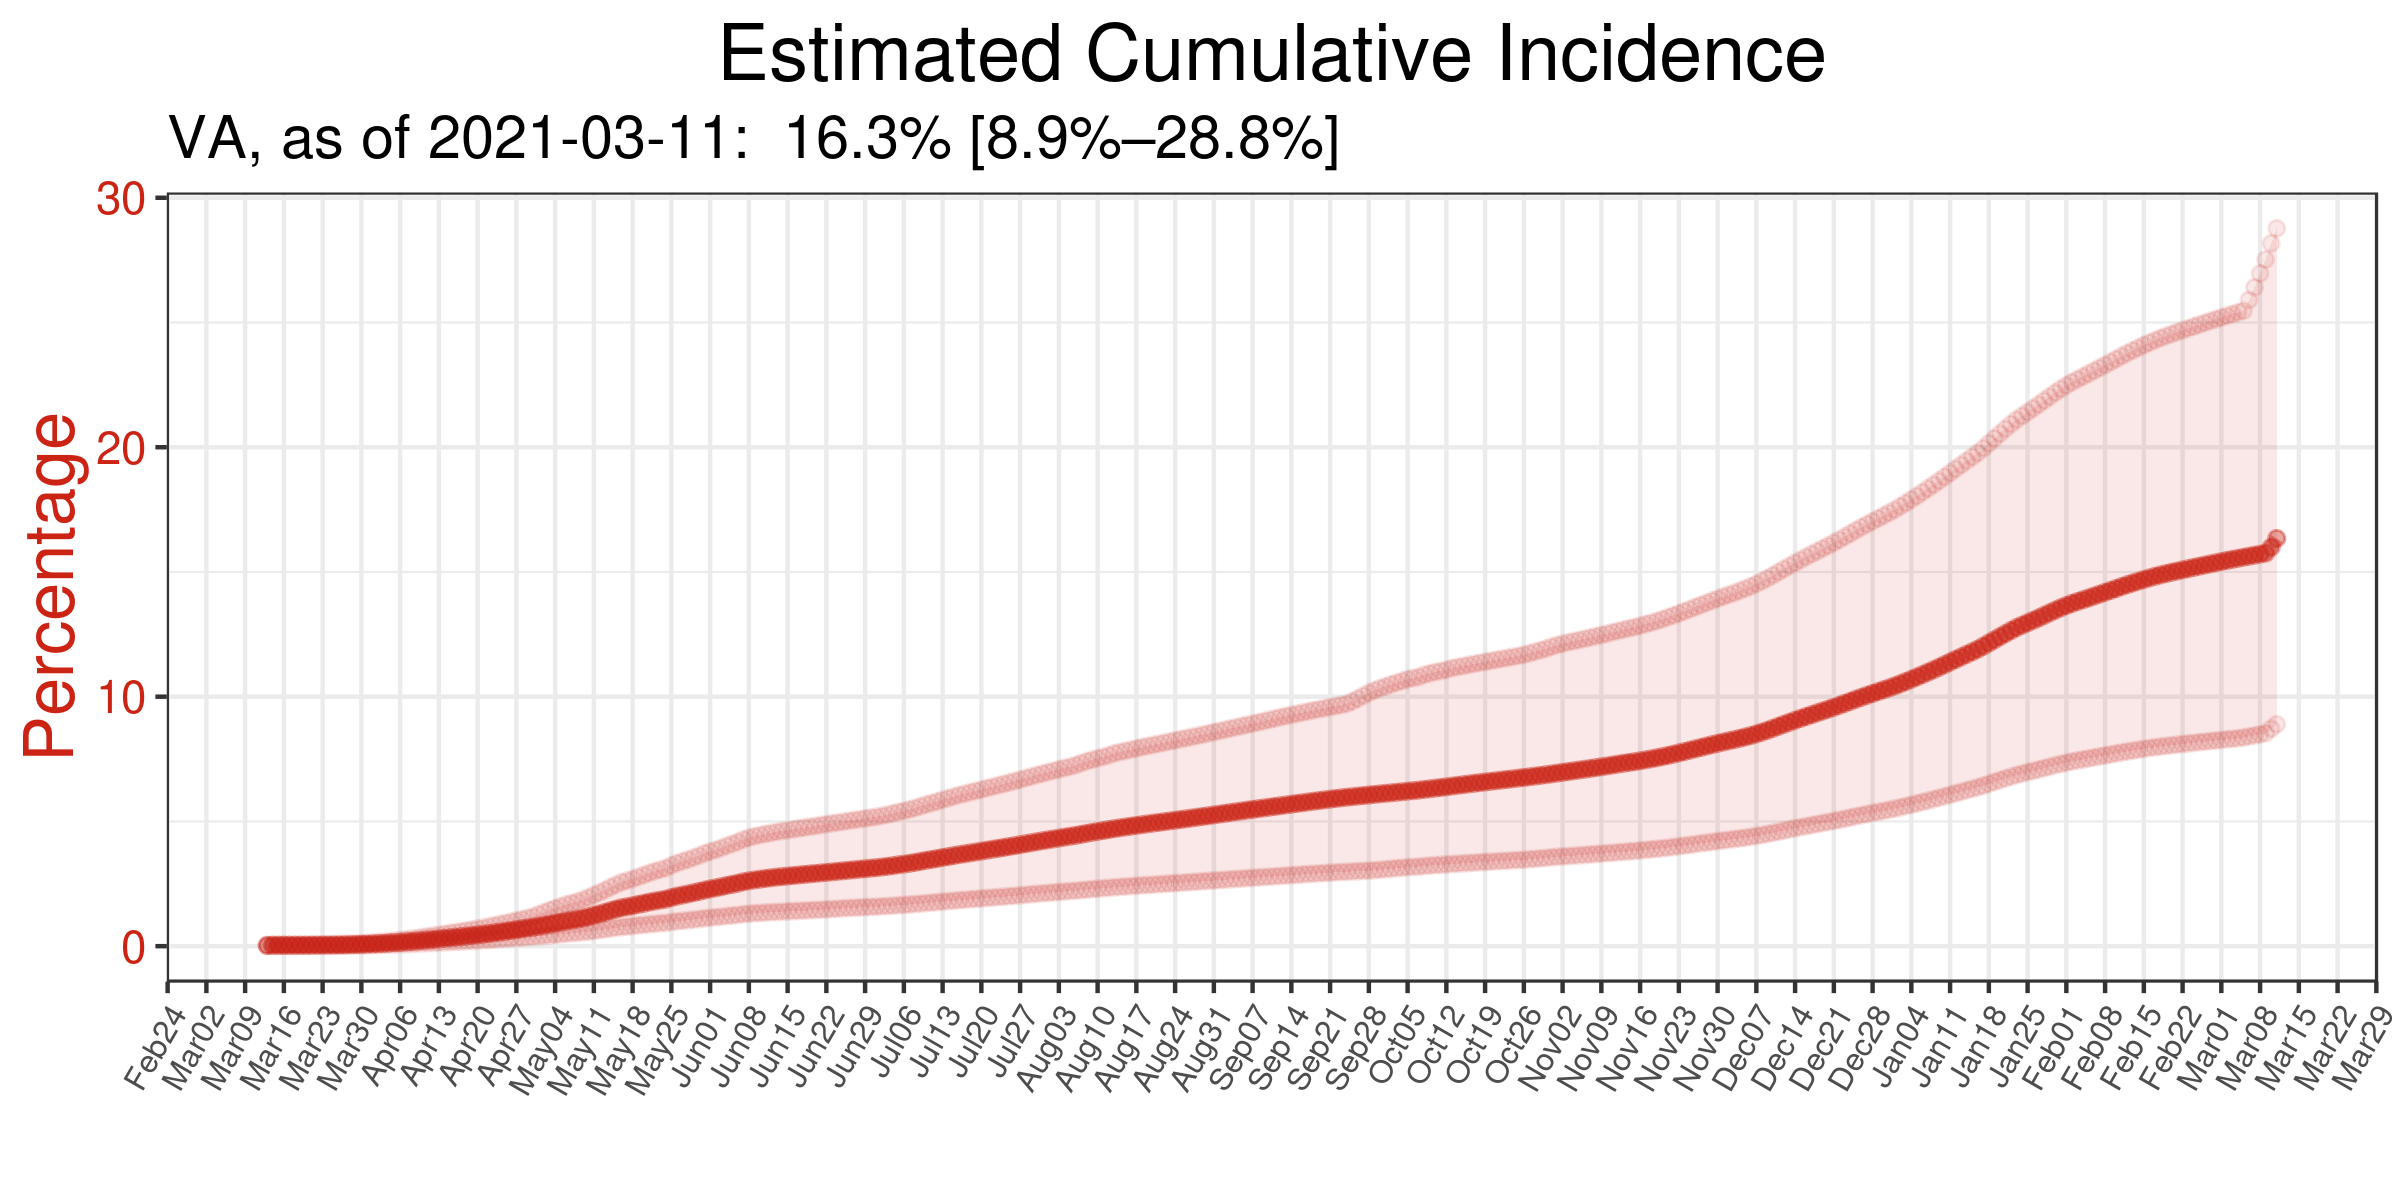 Estimated Cumulative Incidence
VA, as of 2021-03-11: 16.3% [8.9%–28.8%]
Percentage
30
20
10
0
Feb24
Mar02
Mar09
Mar16
Mar23
Mar30
Apr06
Apr13
Apr20
Apr27
May04
May11
May18
May25
Jun01
Jun08
Jun15
Jun22
Jun29
Jul06
Jul13
Jul20
Jul27
Aug03
Aug10
Aug17
Aug24
Aug31
Sep07
Sep14
Sep21
Sep28
Oct05
Oct12
Oct19
Oct26
Nov02
Nov09
Nov16
Nov23
Nov30
Dec07
Dec14
Dec21
Dec28
Jan04
Jan11
Jan18
Jan25
Feb01
Feb08
Feb15
Feb22
Mar01
Mar08
Mar15
Mar22
Mar29